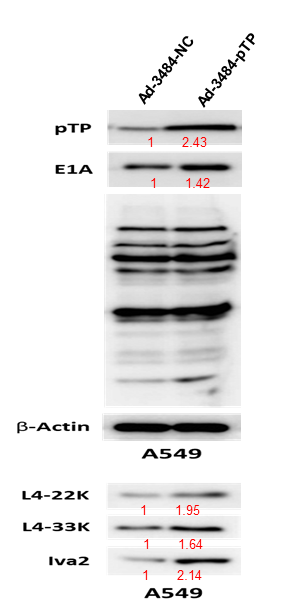 Ad-3484-NC Ad-3484-pTP
pTP
1 2.43
E1A
1 1.42
β-Actin
A549
L4-22K
1 1.95
L4-33K
1 1.64
Iva2
1 2.14
A549